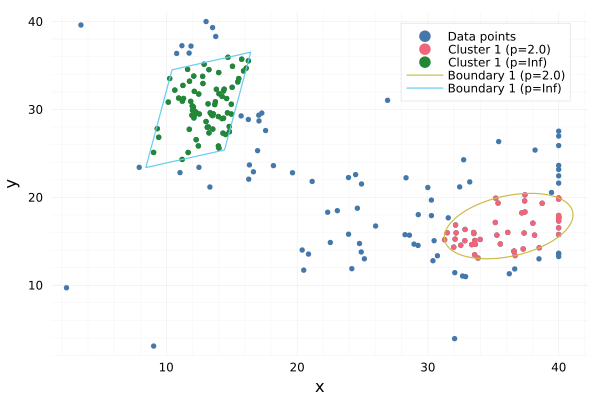 40
30
20
10
y
10
20
30
40
x
Data points
Cluster 1 (p=2.0)
Cluster 1 (p=Inf)
Boundary 1 (p=2.0)
Boundary 1 (p=Inf)